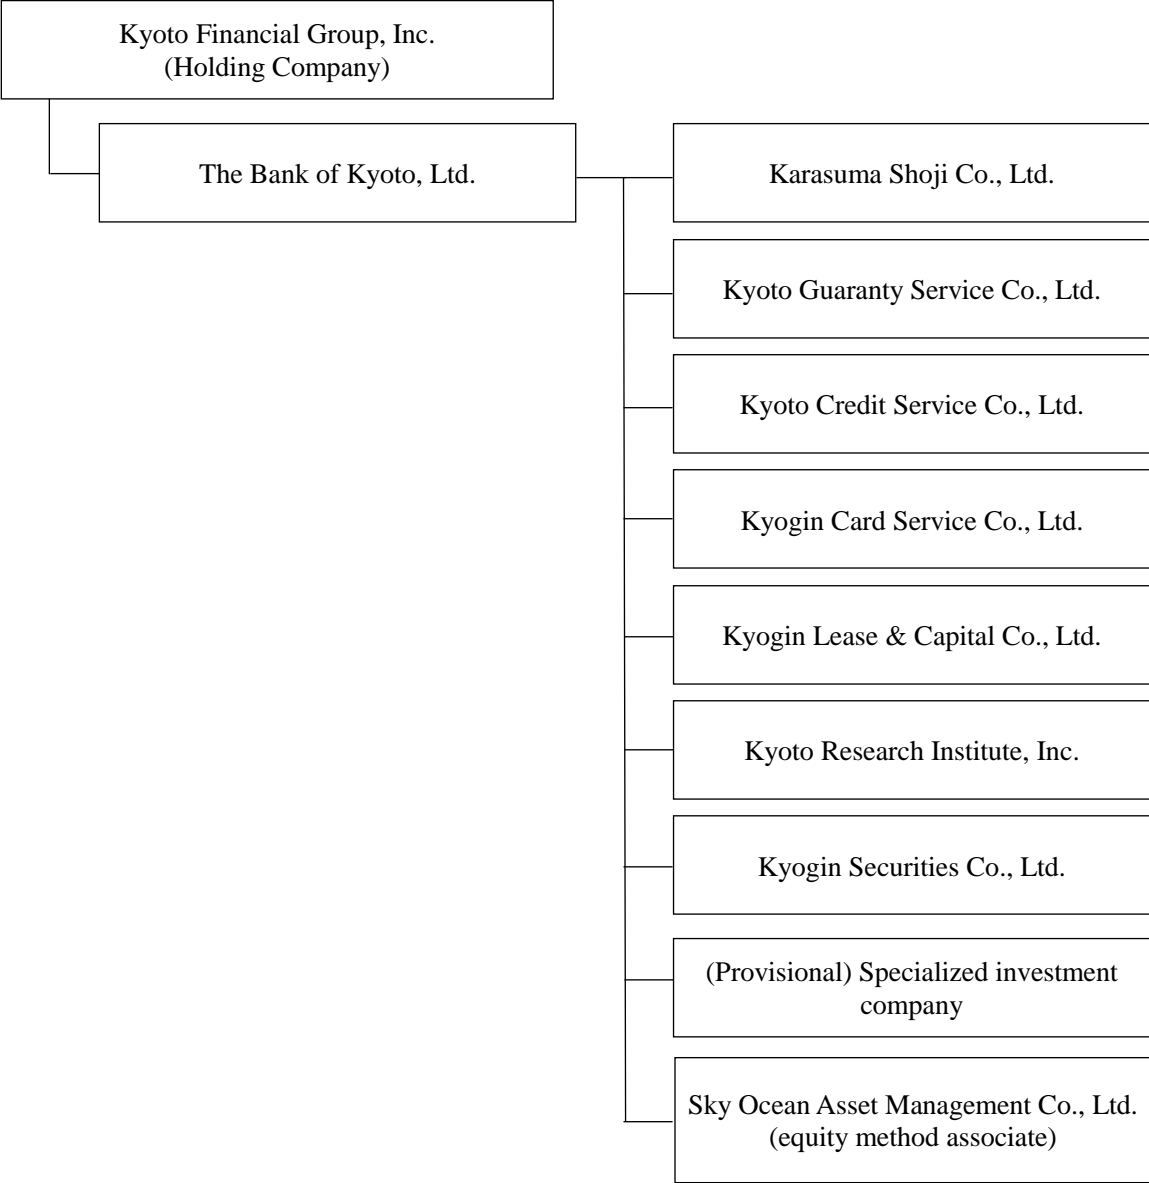 Kyoto Financial Group, Inc.
(Holding Company)
The Bank of Kyoto, Ltd.
Karasuma Shoji Co., Ltd.
Kyoto Guaranty Service Co., Ltd.
Kyoto Credit Service Co., Ltd.
Kyogin Card Service Co., Ltd.
Kyogin Lease & Capital Co., Ltd.
Kyoto Research Institute, Inc.
Kyogin Securities Co., Ltd.
(Provisional) Specialized investment
company
Sky Ocean Asset Management Co., Ltd.
(equity method associate)